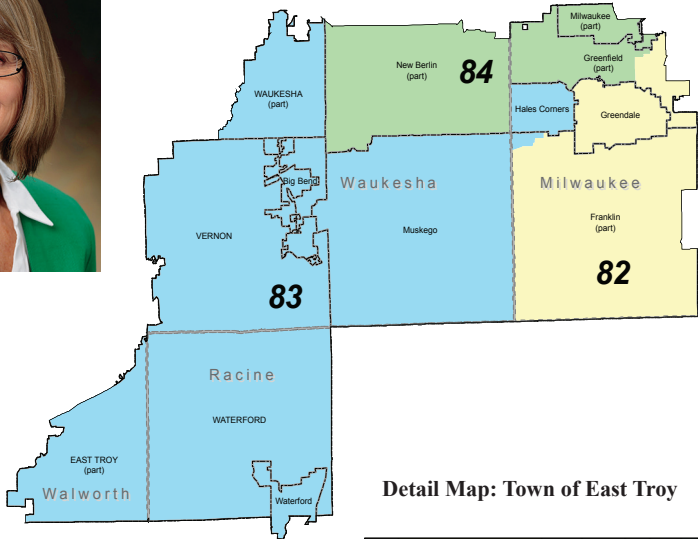 Milwaukee
(part)
New Berlin
(part)
84
Greenfield
(part)
WAUKESHA
(part)
Hales Corners
Greendale
Big Bend
Waukesha
Milwaukee
VERNON
Muskego
Franklin
(part)
83
82
Racine
WATERFORD
EAST TROY
(part)
Walworth
Waterford
Detail Map: Town of East Troy